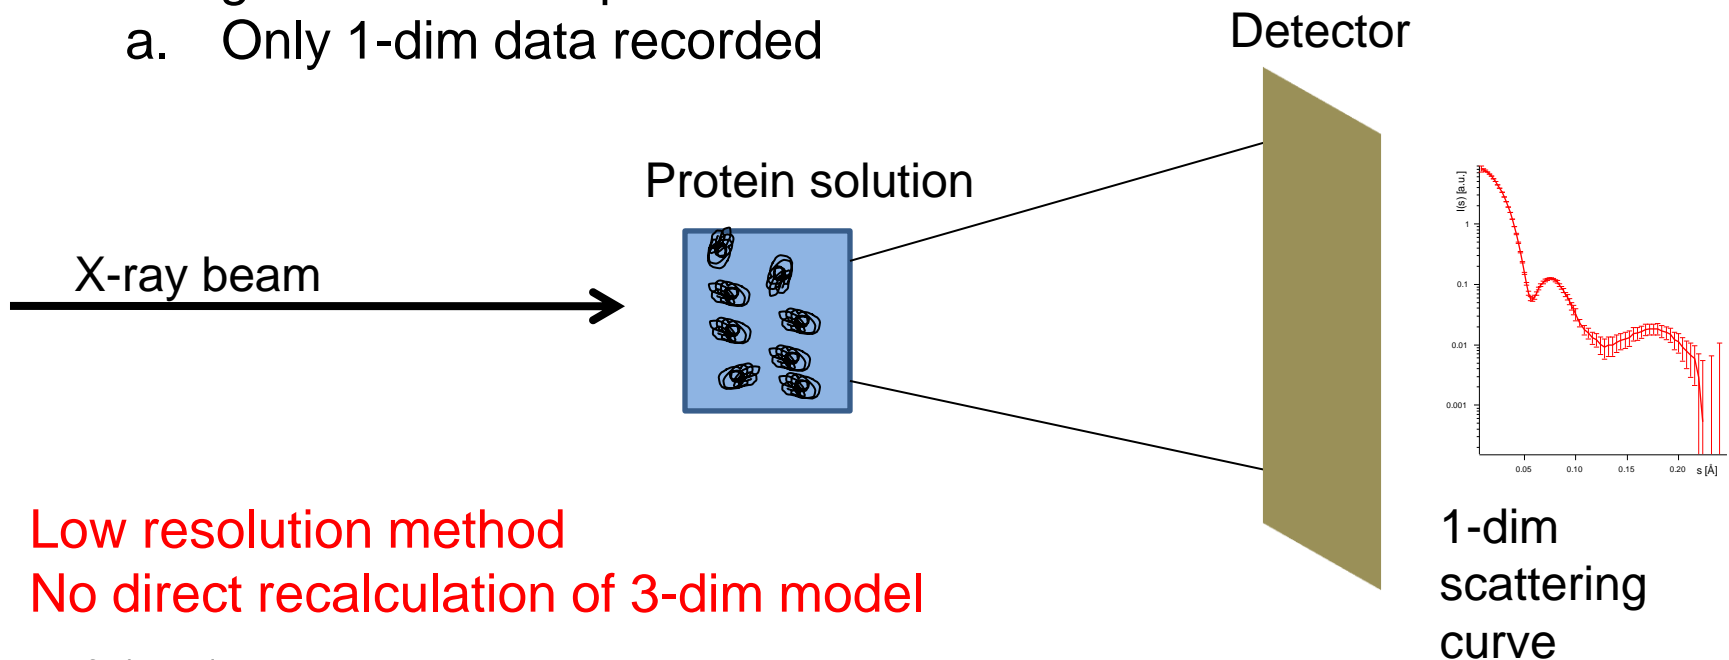 a. Only 1-dim data recorded
Detector
Protein solution
X-ray beam
I(s) [a.u.]
1
0.1
0.01
0.001
0.05 0.10 0.15 0.20 s [Å]
Low resolution method
No direct recalculation of 3-dim model
1-dim
scattering
curve